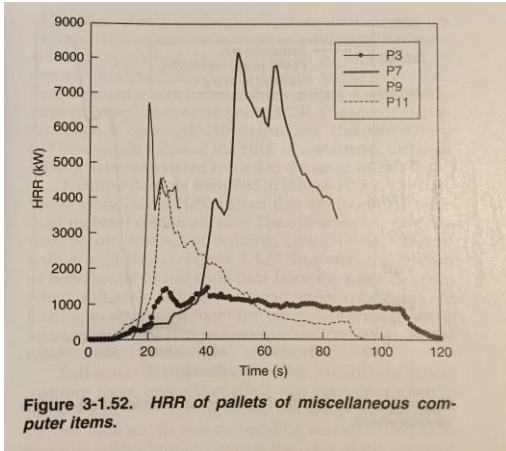 9000
8000
7000
6000
5000
4000
3000
2000
1000
0
HRR (kW)
P3
P7
P9
P11
0 20 40 60 80 100 120
Time (s)
Figure 3-1.52. HRR of pallets of miscellaneous com-
puter items.